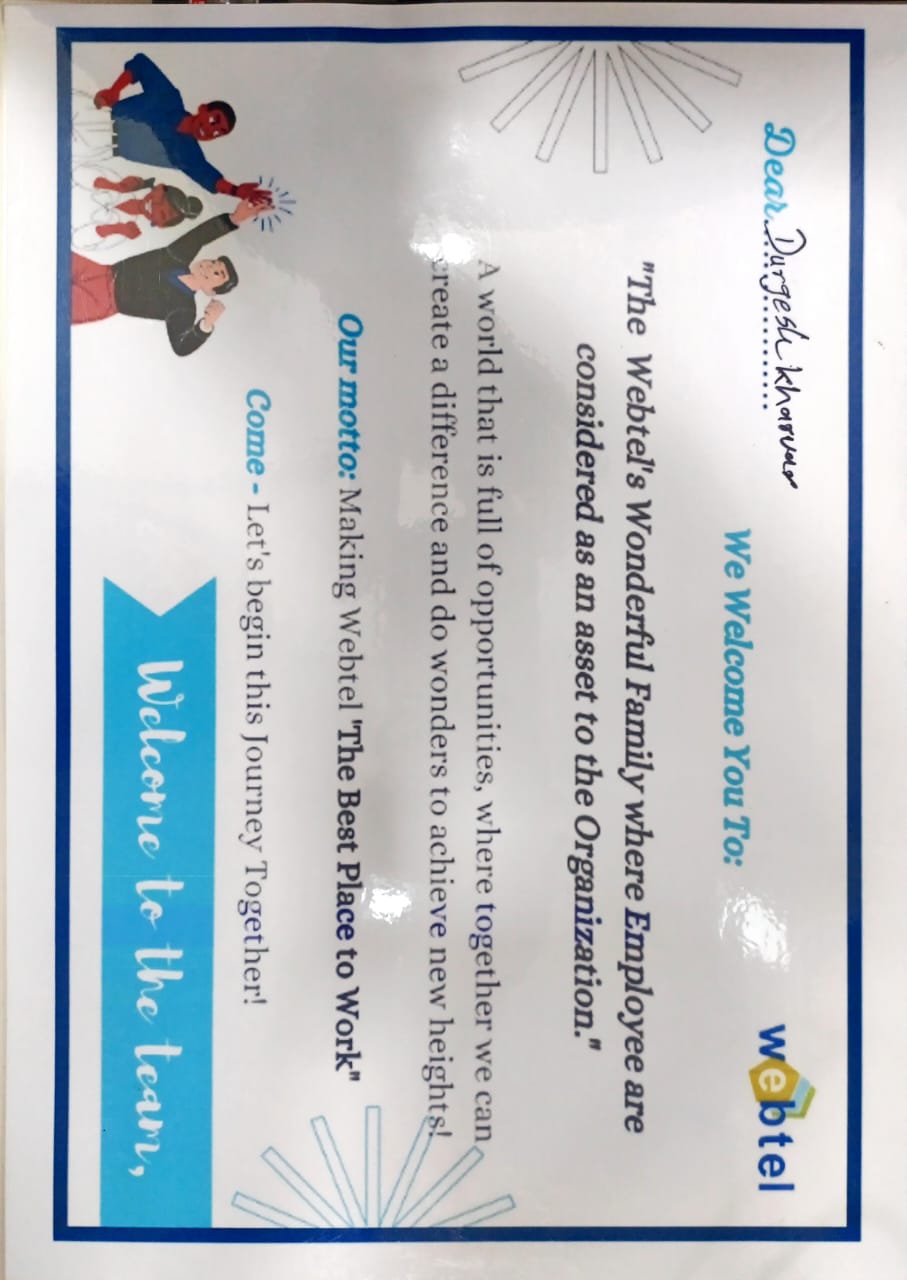 Dear Durgesh Kharwar
webtel
We Welcome You To:
"The Webtel's Wonderful Family where Employee are
considered as an asset to the Organization."
A world that is full of opportunities, where together we can
create a difference and do wonders to achieve new heights!
Our motto: Making Webtel 'The Best Place to Work"
Come - Let's begin this Journey Together!
Welcome to the team,